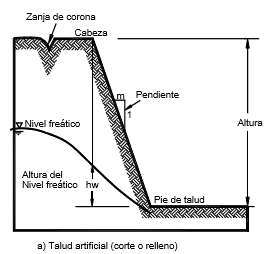 Zanja de corona
Cabeza
m
Pendiente
1
Nivel freático
Altura
Altura del
Nivel freático
hw
Pie de talud
a) Talud artificial (corte o relleno)